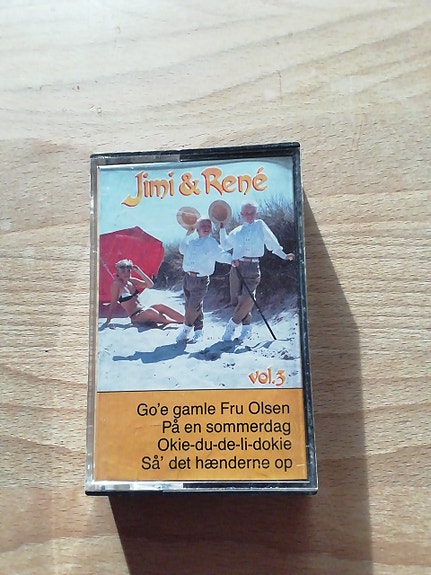 Jimi & René
vol.3
Go'e gamle Fru Olsen
På en sommerdag
Okie-du-de-li-dokie
Så' det hænderne op